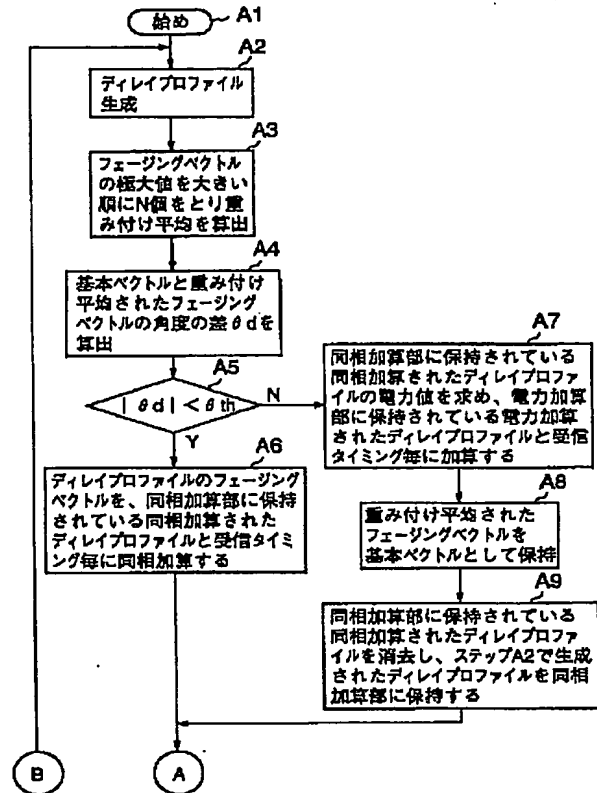 始め
A1
A2
ディレイプロファイル
生成
A3
フェージングベクトル
の極大値を大きい
順にN個をとり重
み付け平均を算出
A4
基本ベクトルと重み付け
平均されたフェージング
ベクトルの角度の差θdを
算出
A5
|θd|<θth
N
Y
A6
ディレイプロファイルのフェージング
ベクトルを、同相加算部に保持
されている同相加算された
ディレイプロファイルと受信タイミ
ング毎に同相加算する
A7
同相加算部に保持されている
同相加算されたディレイプロファ
イルの電力値を求め、電力加算
部に保持されている電力加算
されたディレイプロファイルと受信
タイミング毎に加算する
A8
重み付け平均された
フェージングベクトルを
基本ベクトルとして保持
A9
同相加算部に保持されている
同相加算されたディレイプロファ
イルを消去し、ステップA2で生成
されたディレイプロファイルを同相
加算部に保持する
B
A